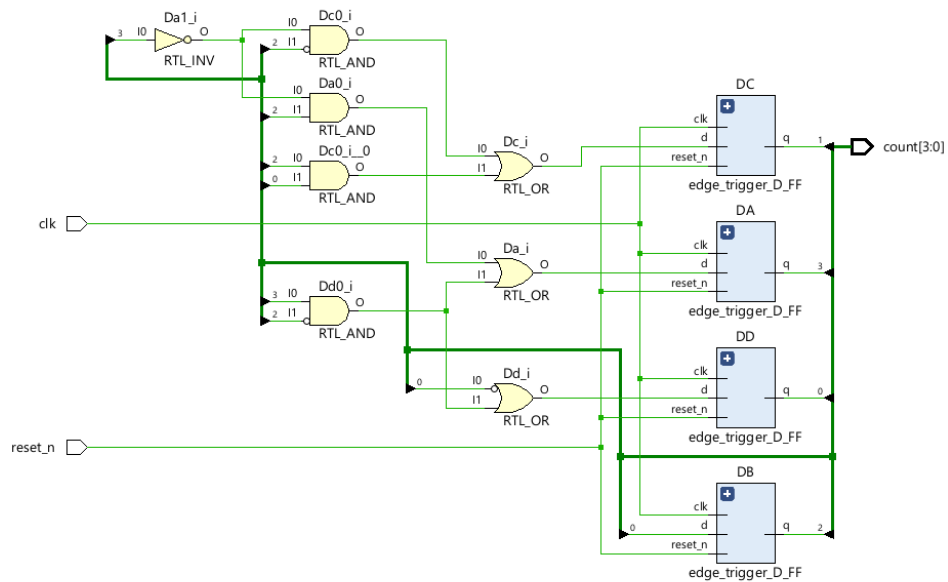 Da1_i
3 I0 O
RTL_INV
Dc0_i
I0 O
2 I1
RTL_AND
Da0_i
I0 O
2 I1
RTL_AND
Dc0_i__0
2 I0 O
0 I1
RTL_AND
Dd0_i
3 I0 O
2 I1
RTL_AND
Dc_i
I0 O
I1
RTL_OR
Da_i
I0 O
I1
RTL_OR
Dd_i
0 I0 O
I1
RTL_OR
clk
reset_n
DC
clk
d q 1
reset_n
edge_trigger_D_FF
DA
clk
d q 3
reset_n
edge_trigger_D_FF
DD
clk
d q 0
reset_n
edge_trigger_D_FF
DB
clk
0 d q 2
reset_n
edge_trigger_D_FF
count[3:0]